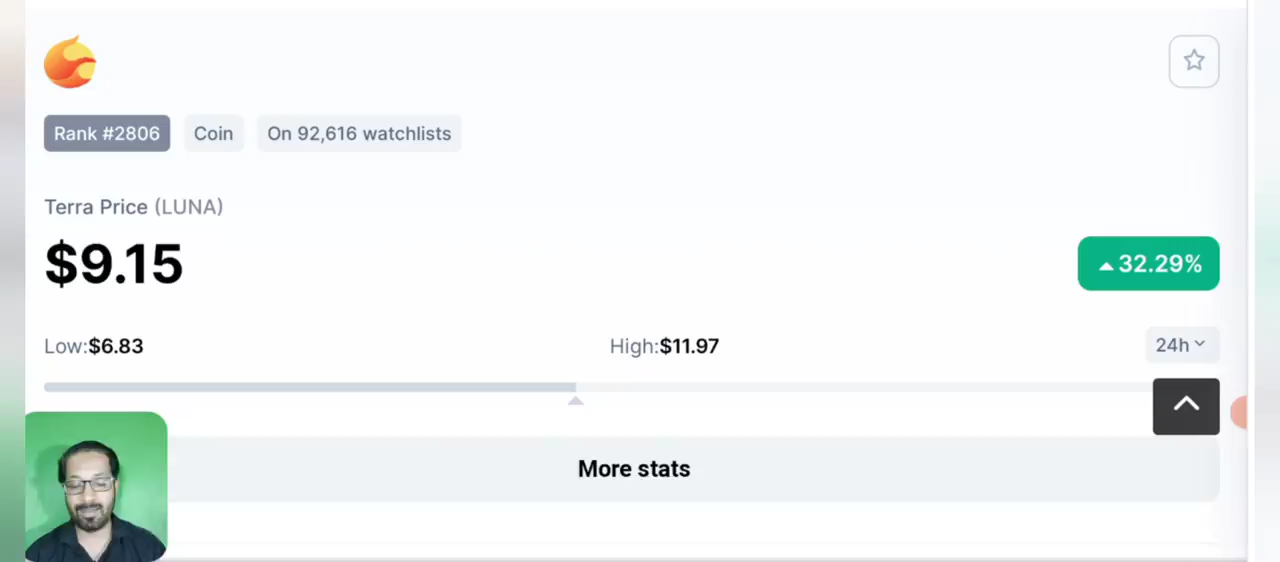 Rank #2806 Coin On 92,616 watchlists
Terra Price (LUNA)
$9.15 32.29%
Low:$6.83 High:$11.97 24h
More stats